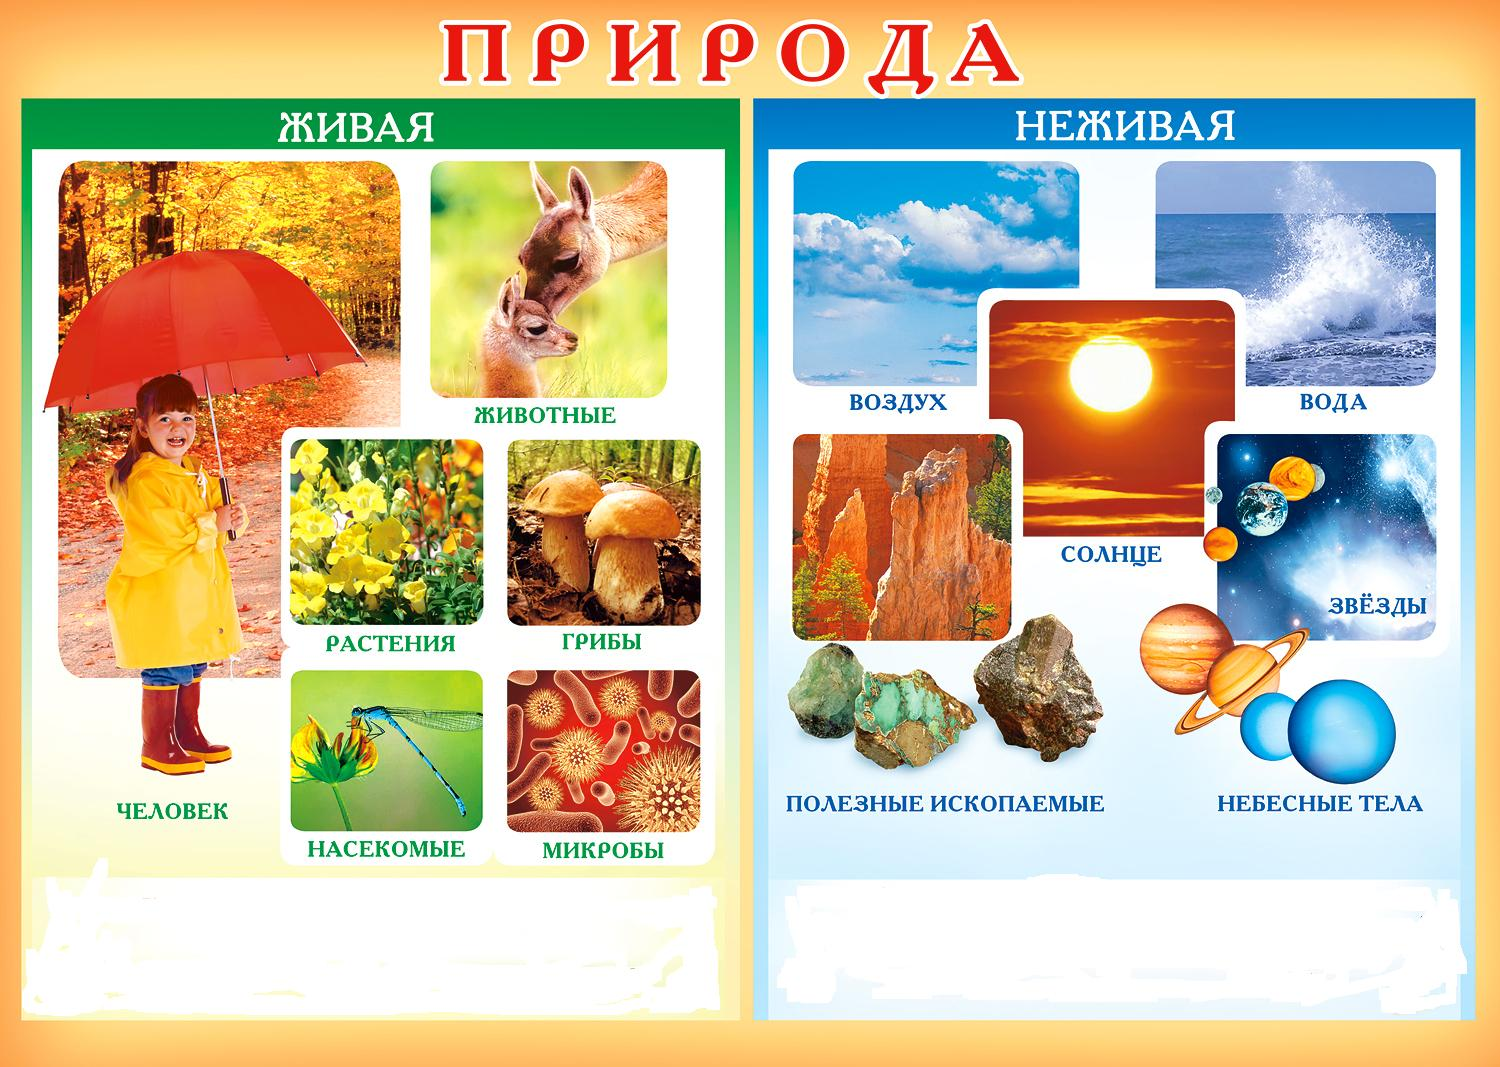 ПРИРОДА
ЖИВАЯ
ЖИВОТНЫЕ
РАСТЕНИЯ
ГРИБЫ
ЧЕЛОВЕК
НАСЕКОМЫЕ
МИКРОБЫ
НЕЖИВАЯ
ВОЗДУХ
ВОДА
СОЛНЦЕ
ЗВЁЗДЫ
ПОЛЕЗНЫЕ ИСКОПАЕМЫЕ
НЕБЕСНЫЕ ТЕЛА